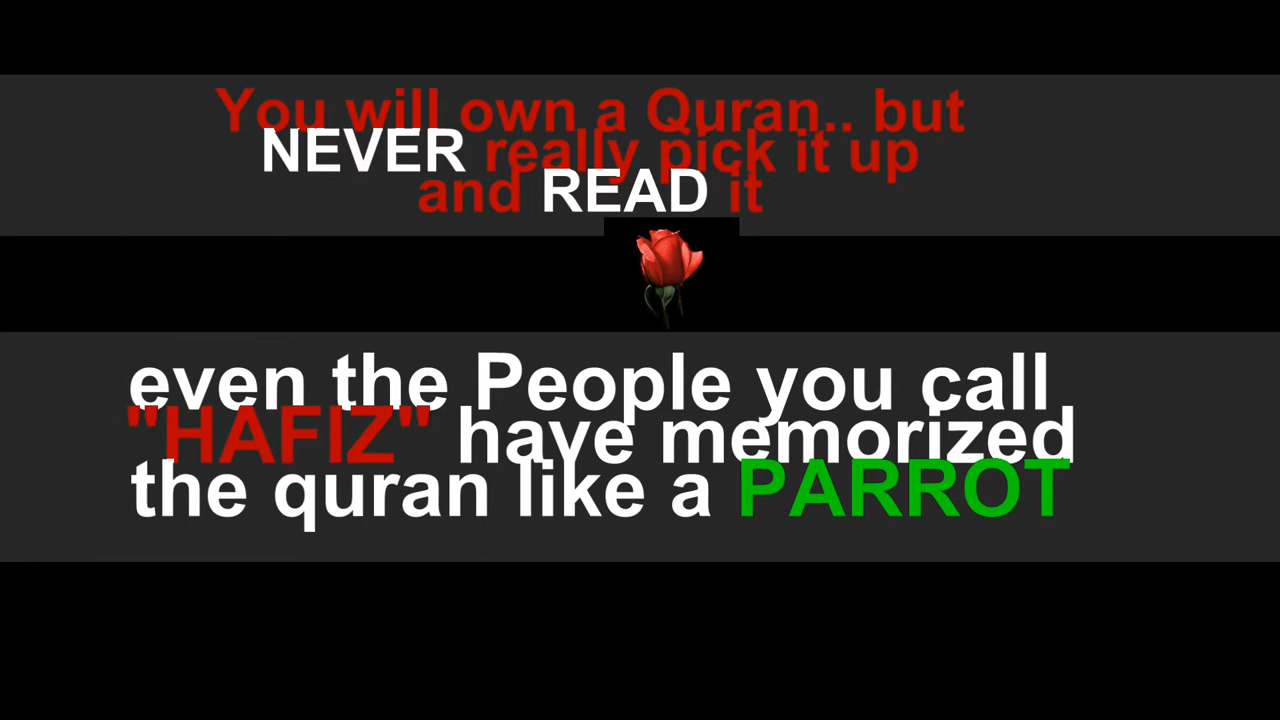 You will own a Quran.. but
NEVER really pick it up
and READ it
even the People you call
"HAFIZ" have memorized
the quran like a PARROT